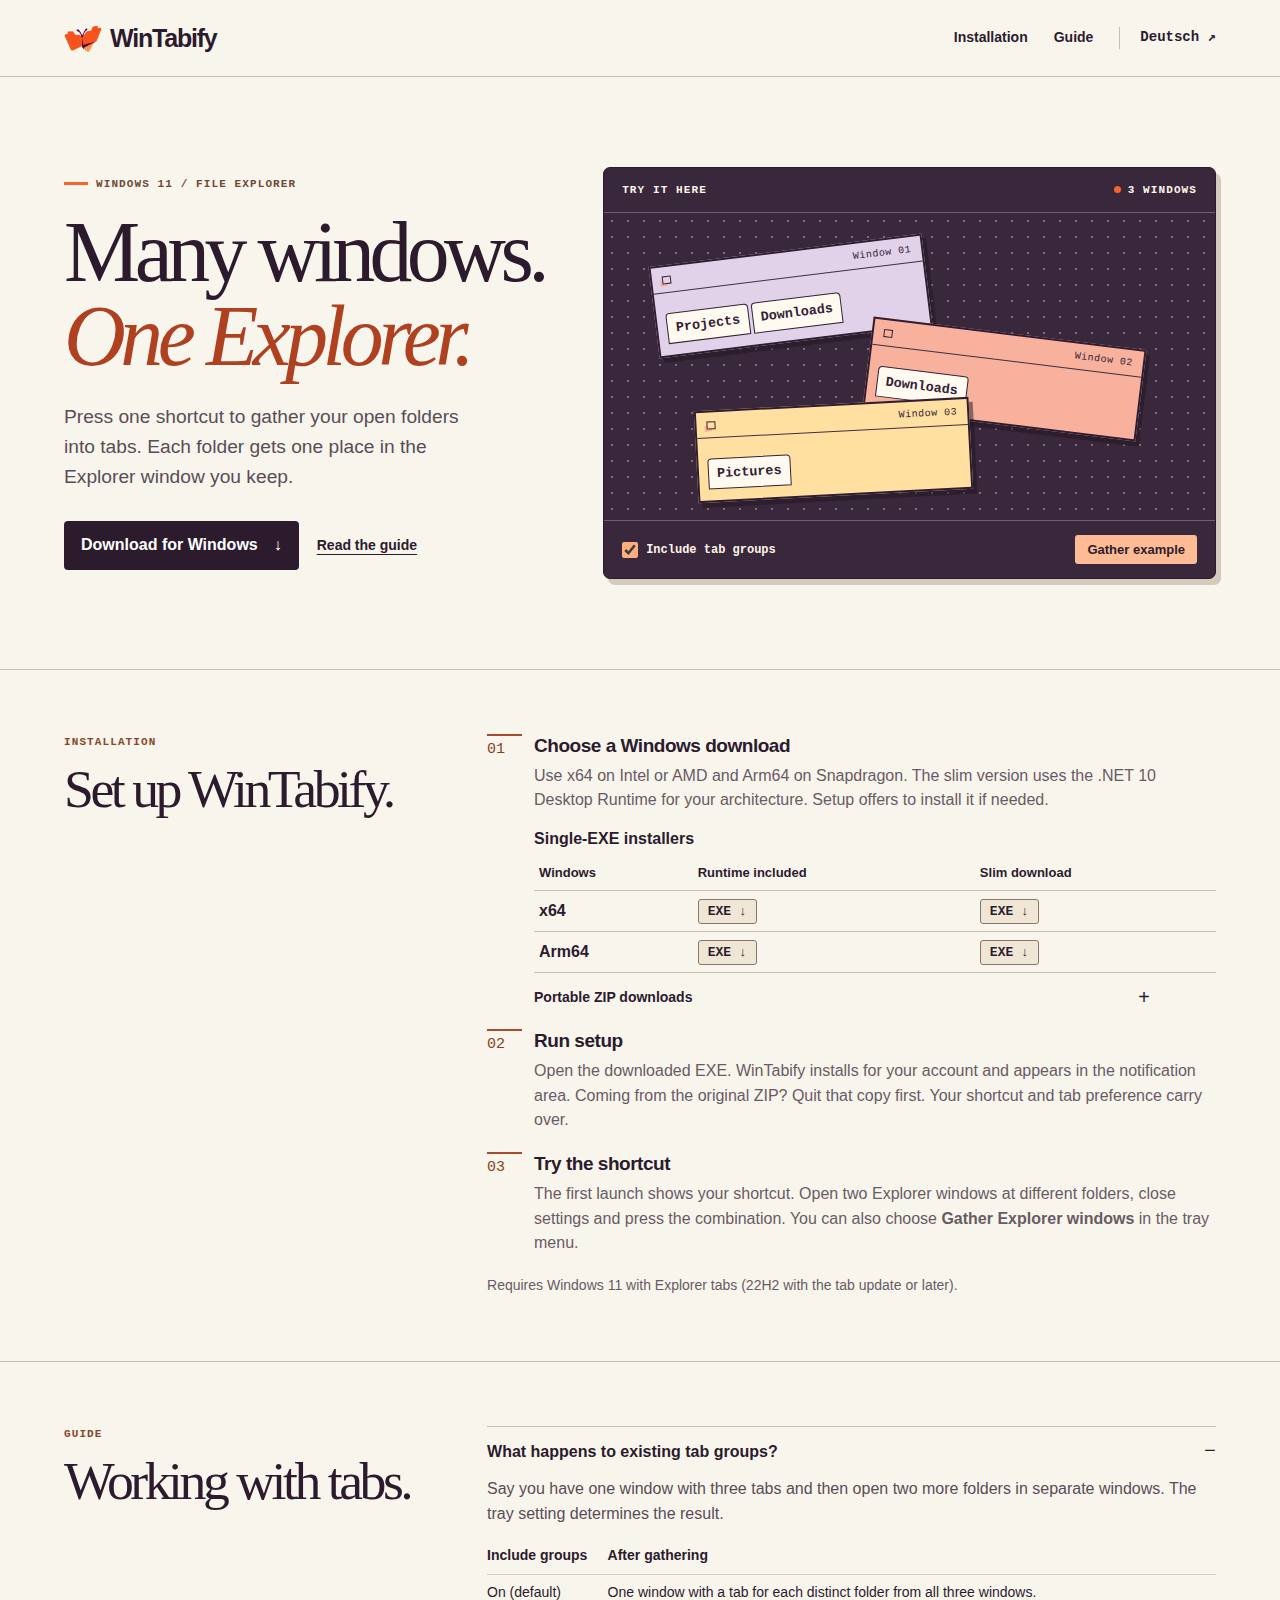 WinTabify
Installation Guide Deutsch ↗
WINDOWS 11 / FILE EXPLORER
Many windows.
One Explorer.
Press one shortcut to gather your open folders
into tabs. Each folder gets one place in the
Explorer window you keep.
Download for Windows ↓ Read the guide
TRY IT HERE 3 WINDOWS
Window 01
Projects Downloads
Window 02
Downloads
Window 03
Pictures
Include tab groups Gather example
INSTALLATION
Set up WinTabify.
01 Choose a Windows download
Use x64 on Intel or AMD and Arm64 on Snapdragon. The slim version uses the .NET 10
Desktop Runtime for your architecture. Setup offers to install it if needed.
Single-EXE installers
Windows Runtime included Slim download
x64 EXE ↓ EXE ↓
Arm64 EXE ↓ EXE ↓
Portable ZIP downloads +
02 Run setup
Open the downloaded EXE. WinTabify installs for your account and appears in the notification
area. Coming from the original ZIP? Quit that copy first. Your shortcut and tab preference carry
over.
03 Try the shortcut
The first launch shows your shortcut. Open two Explorer windows at different folders, close
settings and press the combination. You can also choose Gather Explorer windows in the tray
menu.
Requires Windows 11 with Explorer tabs (22H2 with the tab update or later).
GUIDE
Working with tabs.
What happens to existing tab groups? −
Say you have one window with three tabs and then open two more folders in separate windows. The
tray setting determines the result.
Include groups After gathering
On (default) One window with a tab for each distinct folder from all three windows.